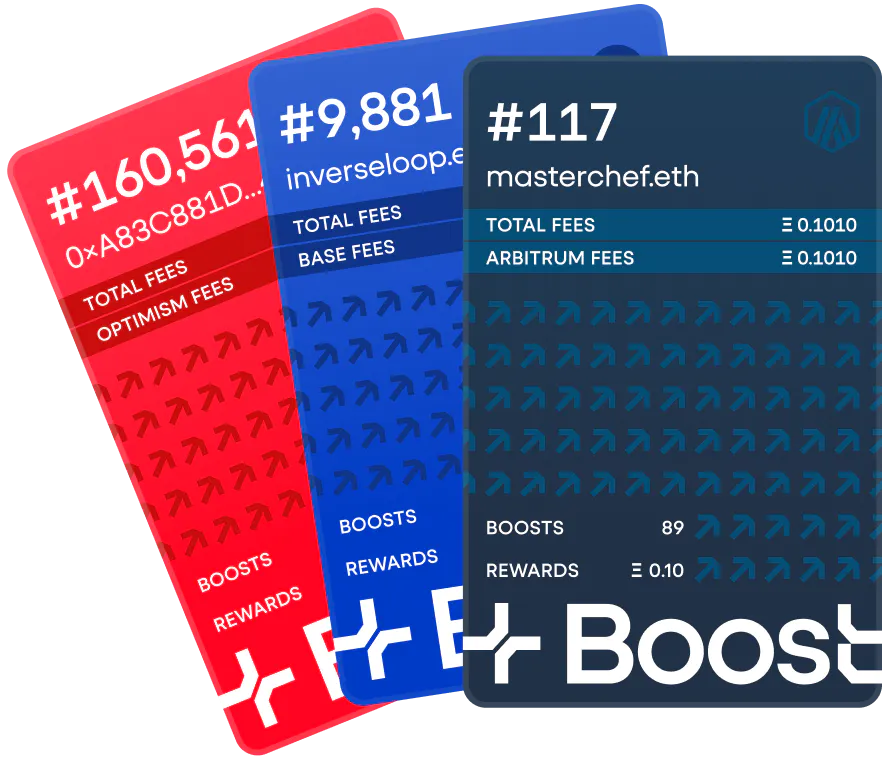 #160,561
0×A83C881D...
TOTAL FEES
OPTIMISM FEES
BOOSTS
REWARDS
#9,881
inverseloop.e
TOTAL FEES
BASE FEES
BOOSTS
REWARDS
#117
masterchef.eth
TOTAL FEES Ξ 0.1010
ARBITRUM FEES Ξ 0.1010
BOOSTS 89
REWARDS Ξ 0.10
Boost